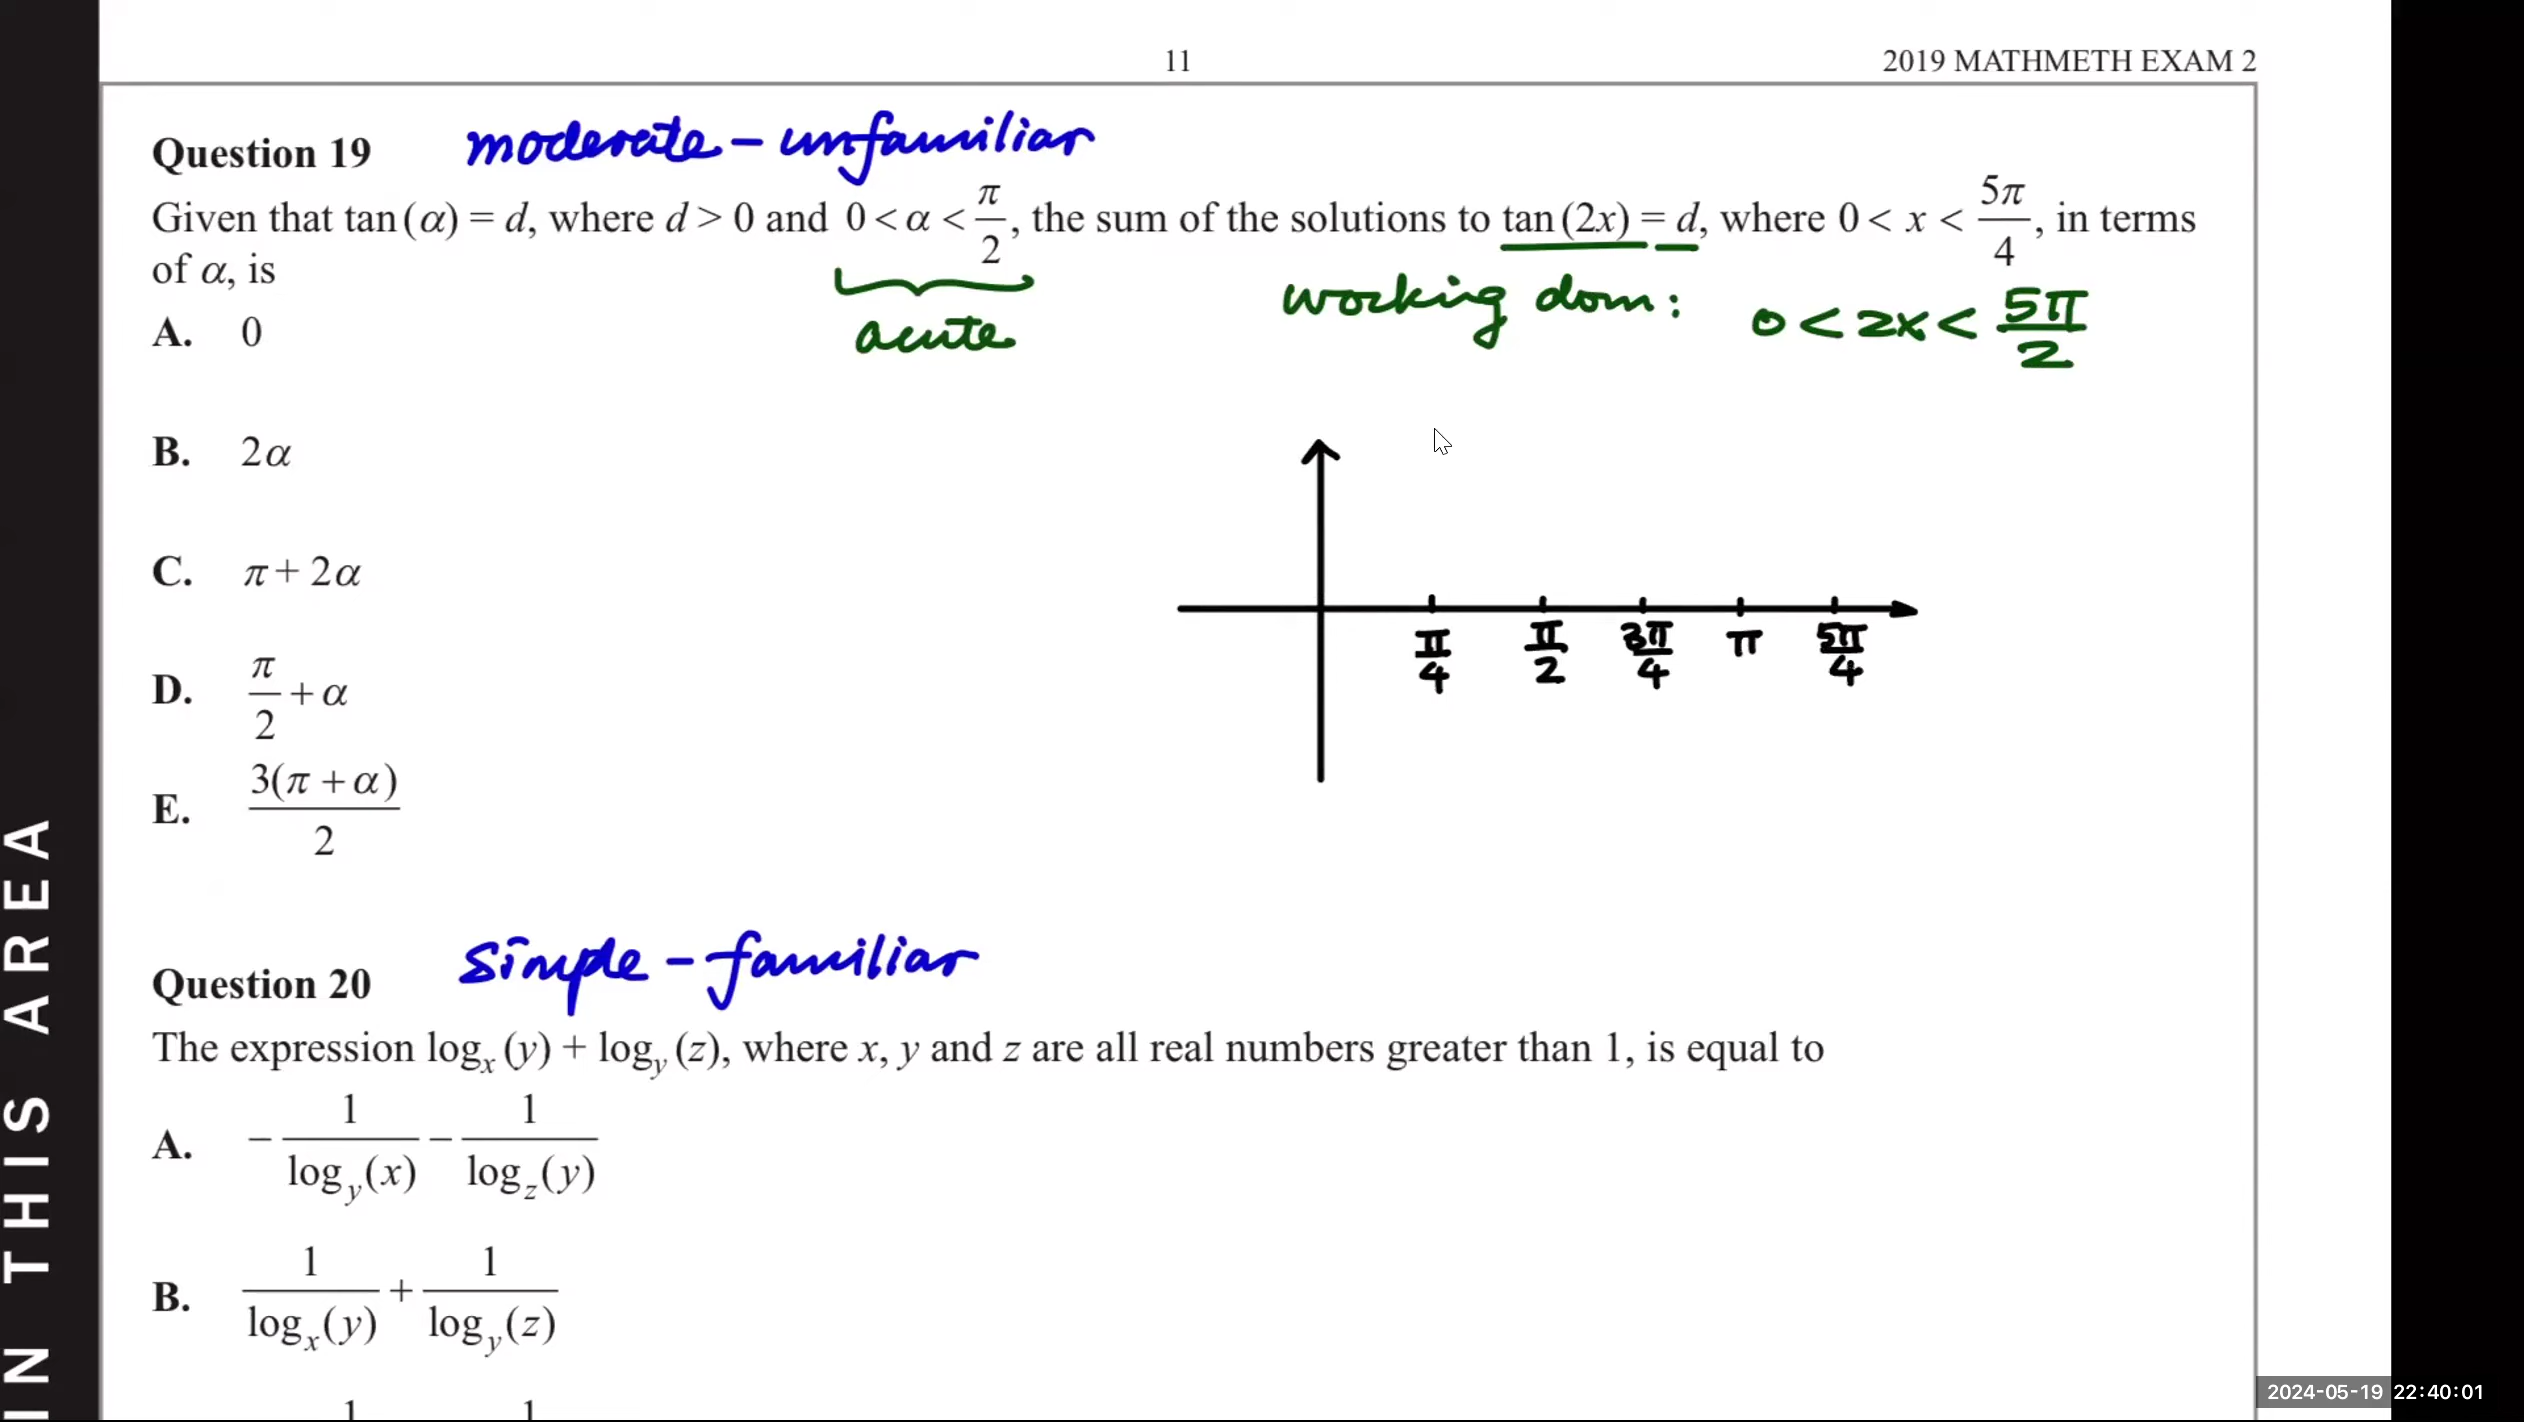 11
2019 MATHMETH EXAM 2
Question 19 moderate - unfamiliar
Given that tan(α) = d, where d > 0 and 0 < α < π/2, the sum of the solutions to tan(2x) = d, where 0 < x < 5π/4, in terms
of α, is
acute
working dom: 0 < 2x < 5π/2
A. 0
B. 2α
C. π + 2α
D. π/2 + α
E. 3(π + α)/2
π/4 π/2 3π/4 π 5π/4
Question 20 simple - familiar
The expression logₓ(y) + log_y(z), where x, y and z are all real numbers greater than 1, is equal to
A. − 1/log_y(x) − 1/log_z(y)
B. 1/logₓ(y) + 1/log_y(z)
1 1
IN THIS AREA
2024-05-19 22:40:01